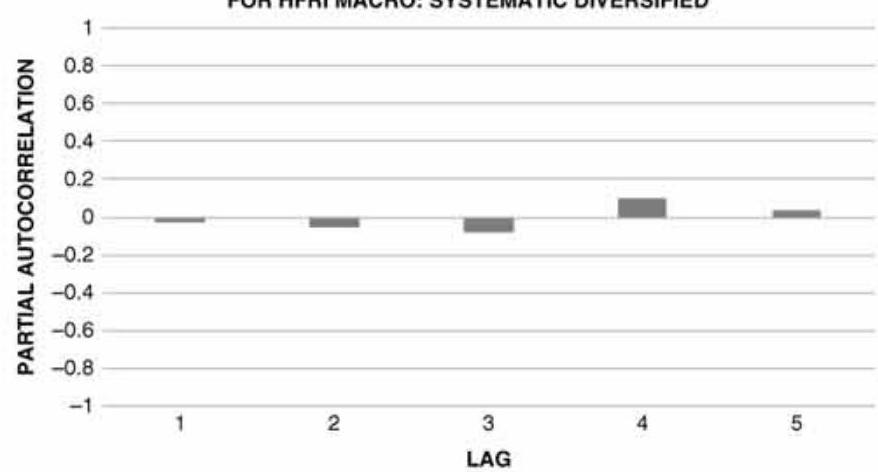 FOR HFRI MACRO: SYSTEMATIC DIVERSIFIED
1
0.8
0.6
0.4
0.2
0
−0.2
−0.4
−0.6
−0.8
−1
PARTIAL AUTOCORRELATION
1 2 3 4 5
LAG